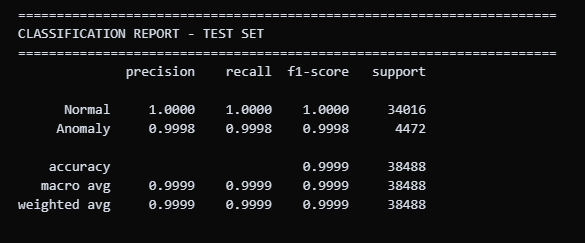 ======================================================================
CLASSIFICATION REPORT - TEST SET
======================================================================
              precision    recall  f1-score   support

      Normal     1.0000    1.0000    1.0000     34016
     Anomaly     0.9998    0.9998    0.9998      4472

    accuracy                         0.9999     38488
   macro avg     0.9999    0.9999    0.9999     38488
weighted avg     0.9999    0.9999    0.9999     38488